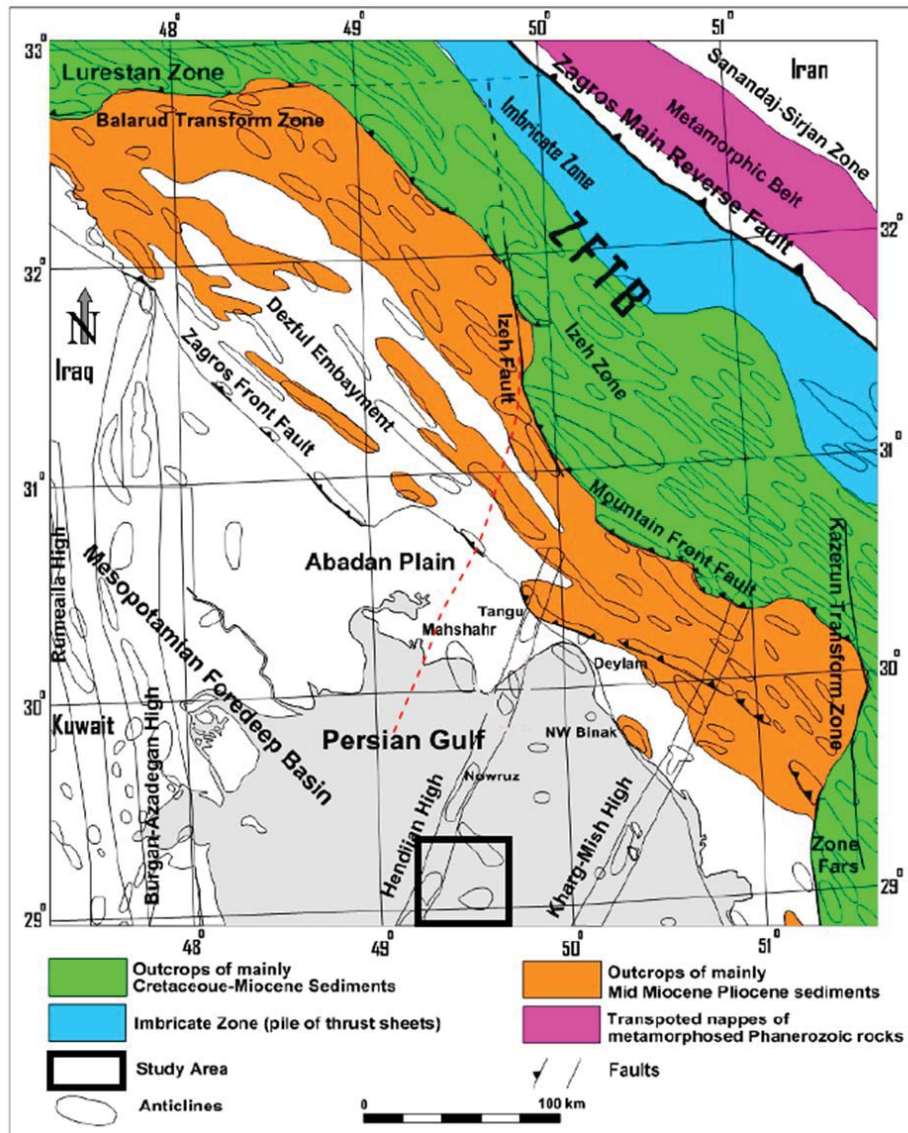 48°
49°
50°
51°
33
Lurestan Zone
Balarud Transform Zone
Imbricate Zone
Zagros Main Reverse Fault
Metamorphic Belt
Sanandaj-Sirjan Zone
Iran
32°
32
ZFTB
N
Iraq
Dezful Embayment
Zagros Front Fault
Izeh Fault
Izeh Zone
31°
31
Mountain Front Fault
Kazerun Transform Zone
Rumeaila High
Mesopotamian Foredeep Basin
Abadan Plain
Tangu
Mahshahr
Deylam
30°
30
Kuwait
Burgan-Azadegan High
Persian Gulf
NW Binak
Nowruz
Hendijan High
Kharg-Mish High
Zone
Fars
29°
29
48°
49°
50°
51°
Outcrops of mainly
Cretaceoue-Miocene Sediments
Outcrops of mainly
Mid Miocene Pliocene sediments
Imbricate Zone (pile of thrust sheets)
Transpoted nappes of
metamorphosed Phanerozoic rocks
Study Area
Faults
Anticlines
0
100 km